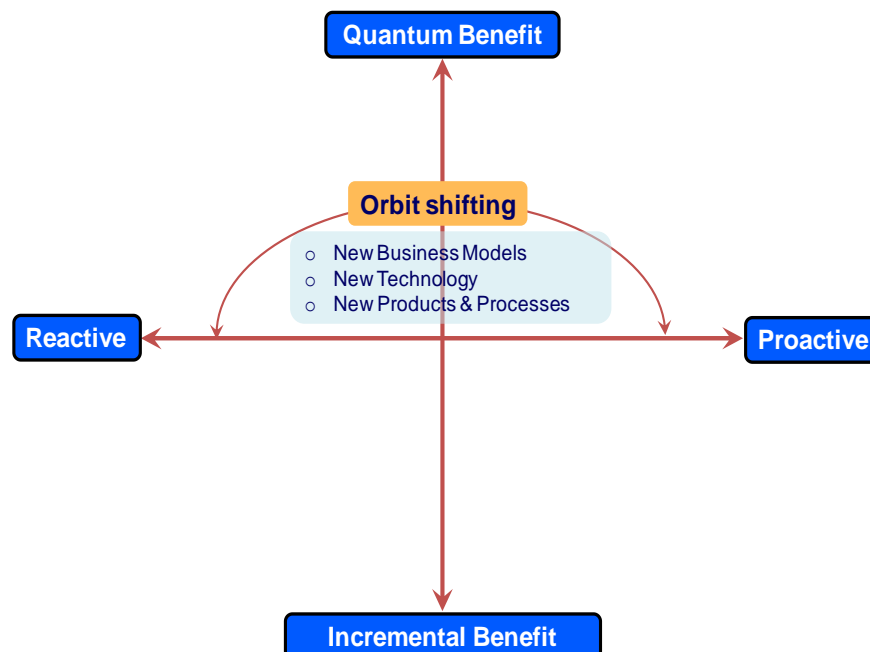 Quantum Benefit
Orbit shifting
o New Business Models
o New Technology
o New Products & Processes
Reactive
Proactive
Incremental Benefit